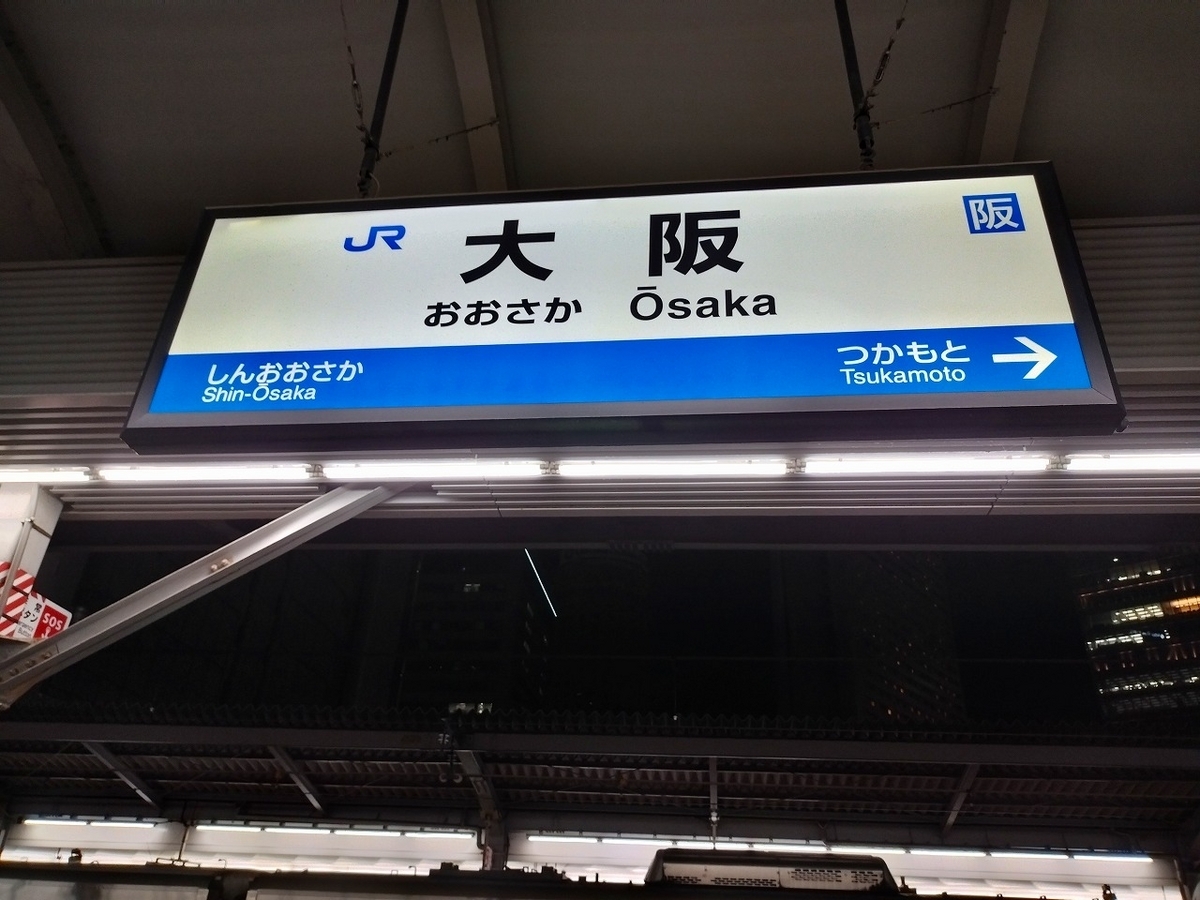 JR 大阪 阪
おおさか Ōsaka
しんおおさか つかもと →
Shin-Ōsaka Tsukamoto
SOS